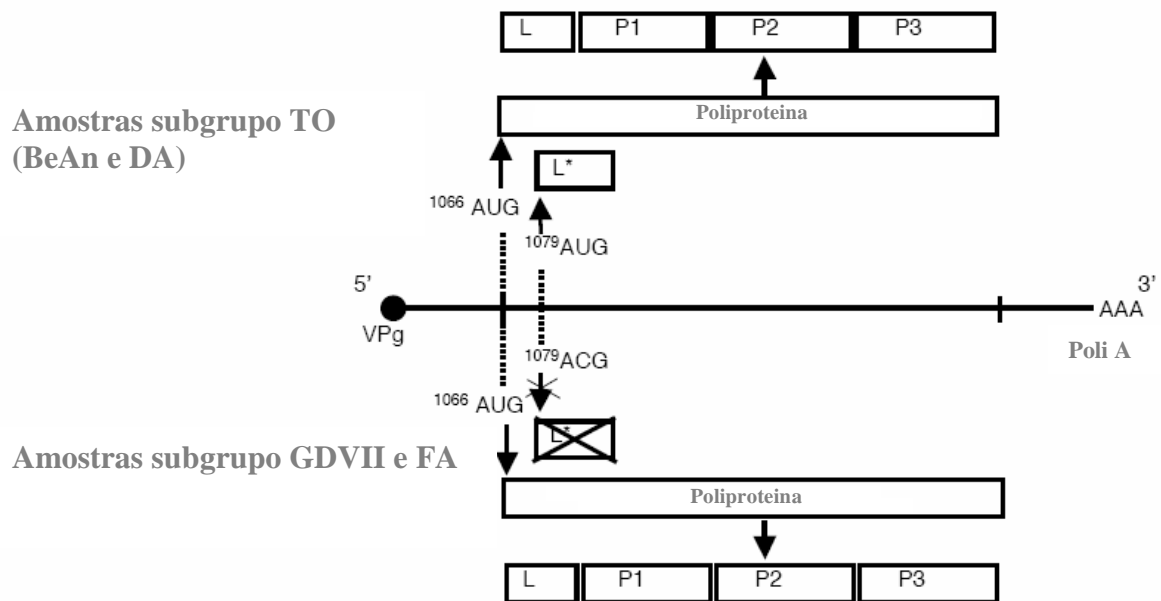 L P1 P2 P3
Poliproteina
Amostras subgrupo TO
(BeAn e DA)
L*
1066 AUG
1079AUG
5’ 3’
VPg
AAA
Poli A
1079ACG
1066 AUG
L*
Amostras subgrupo GDVII e FA
Poliproteina
L P1 P2 P3